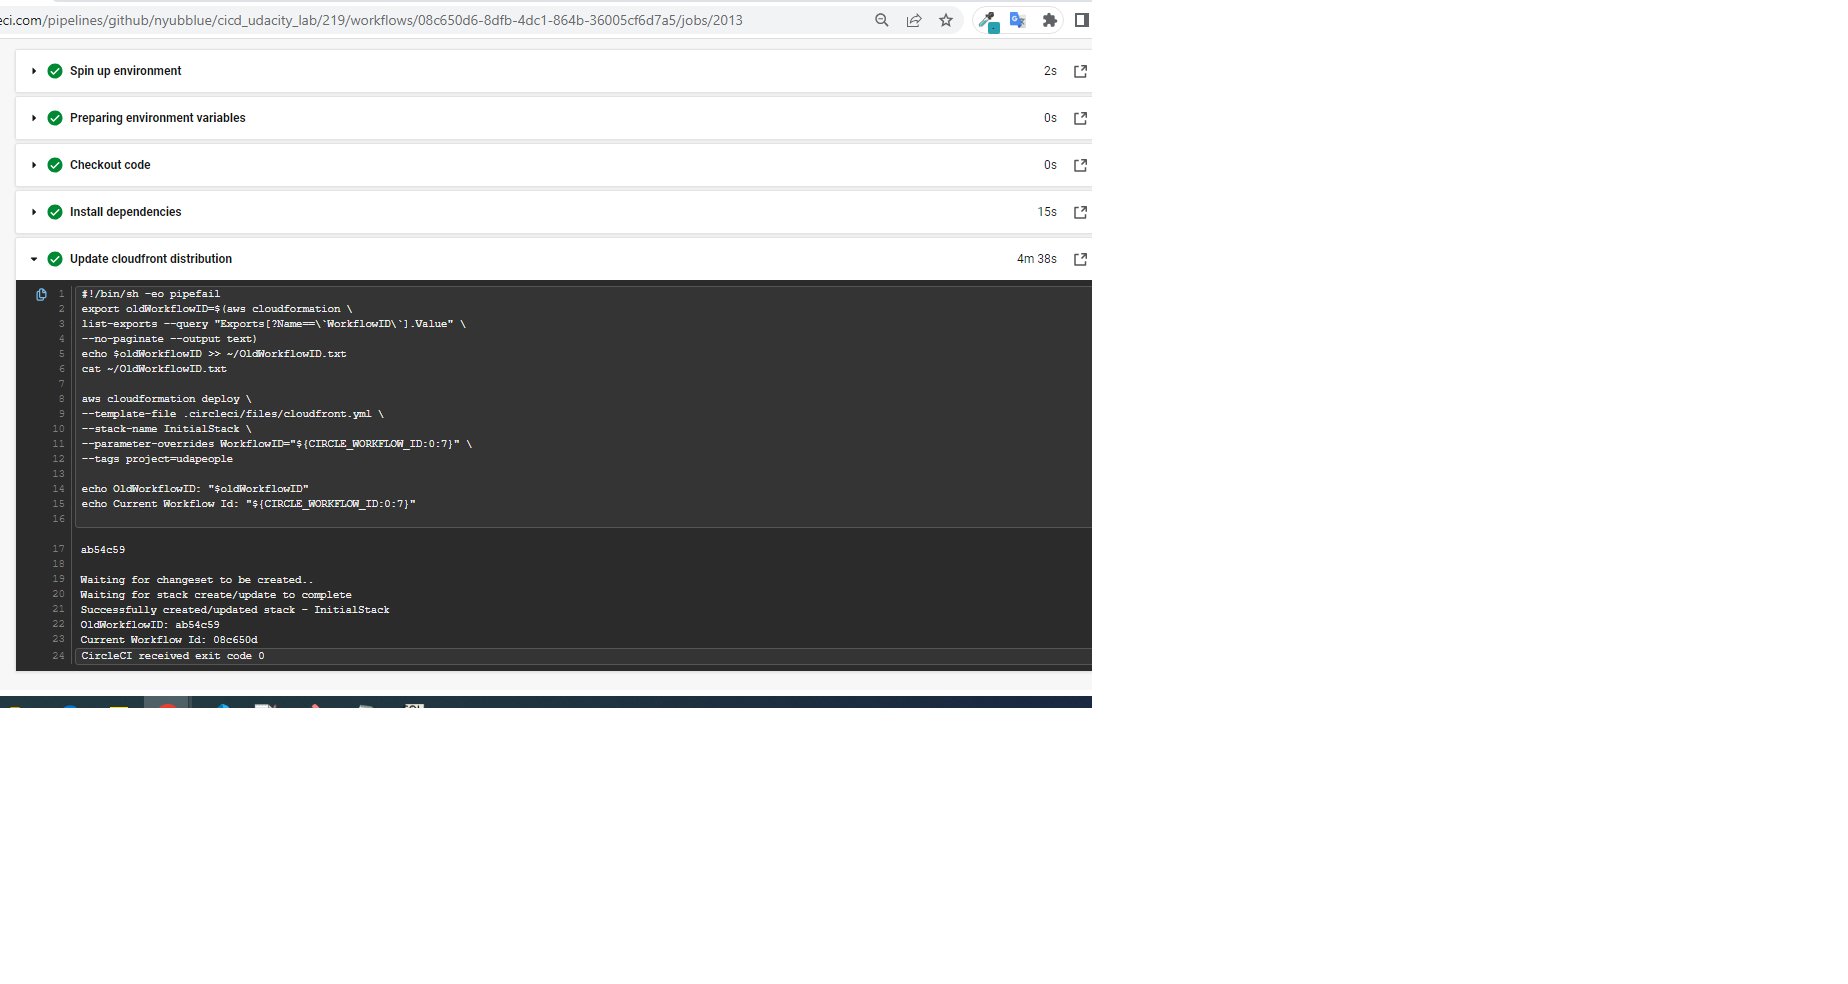 eci.com/pipelines/github/nyubblue/cicd_udacity_lab/219/workflows/08c650d6-8dfb-4dc1-864b-36005cf6d7a5/jobs/2013
Spin up environment 2s
Preparing environment variables 0s
Checkout code 0s
Install dependencies 15s
Update cloudfront distribution 4m 38s
1 #!/bin/sh -eo pipefail
2 export oldWorkflowID=$(aws cloudformation \
3 list-exports --query "Exports[?Name==\`WorkflowID\`].Value" \
4 --no-paginate --output text)
5 echo $oldWorkflowID >> ~/OldWorkflowID.txt
6 cat ~/OldWorkflowID.txt
7
8 aws cloudformation deploy \
9 --template-file .circleci/files/cloudfront.yml \
10 --stack-name InitialStack \
11 --parameter-overrides WorkflowID="${CIRCLE_WORKFLOW_ID:0:7}" \
12 --tags project=udapeople
13
14 echo OldWorkflowID: "$oldWorkflowID"
15 echo Current Workflow Id: "${CIRCLE_WORKFLOW_ID:0:7}"
16
17 ab54c59
18
19 Waiting for changeset to be created..
20 Waiting for stack create/update to complete
21 Successfully created/updated stack - InitialStack
22 OldWorkflowID: ab54c59
23 Current Workflow Id: 08c650d
24 CircleCI received exit code 0